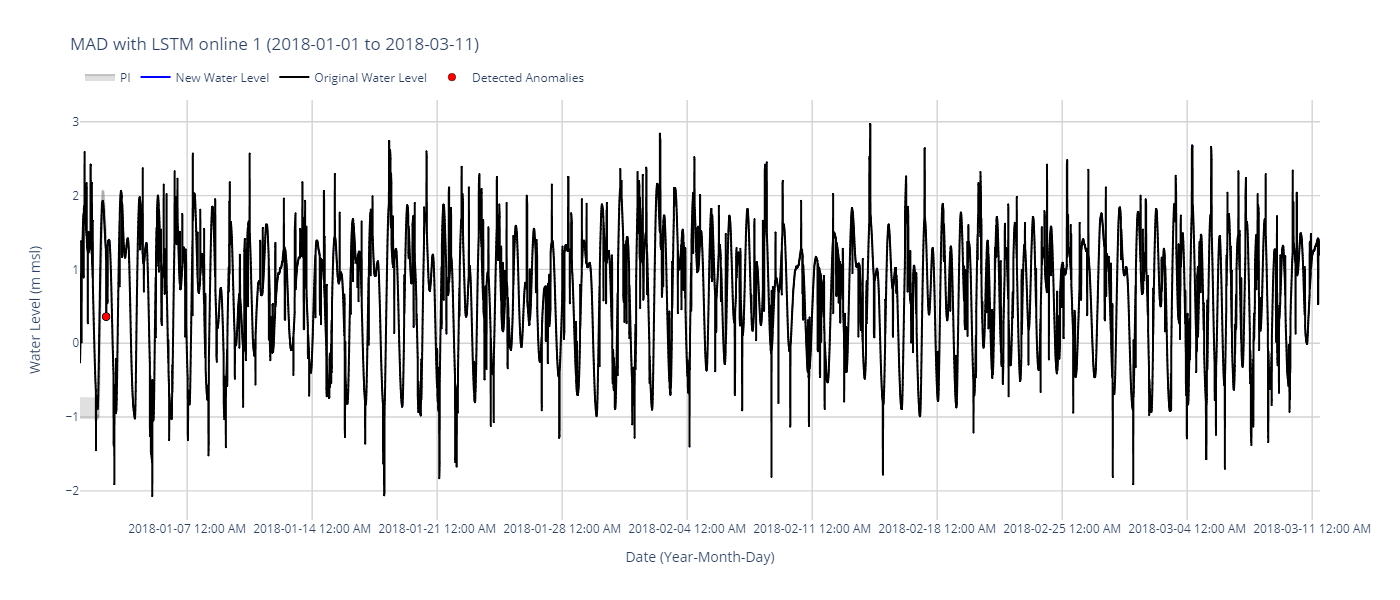 MAD with LSTM online 1 (2018-01-01 to 2018-03-11)
PI New Water Level Original Water Level Detected Anomalies
3
2
1
0
−1
−2
Water Level (m msl)
2018-01-07 12:00 AM 2018-01-14 12:00 AM 2018-01-21 12:00 AM 2018-01-28 12:00 AM 2018-02-04 12:00 AM 2018-02-11 12:00 AM 2018-02-18 12:00 AM 2018-02-25 12:00 AM 2018-03-04 12:00 AM 2018-03-11 12:00 AM
Date (Year-Month-Day)